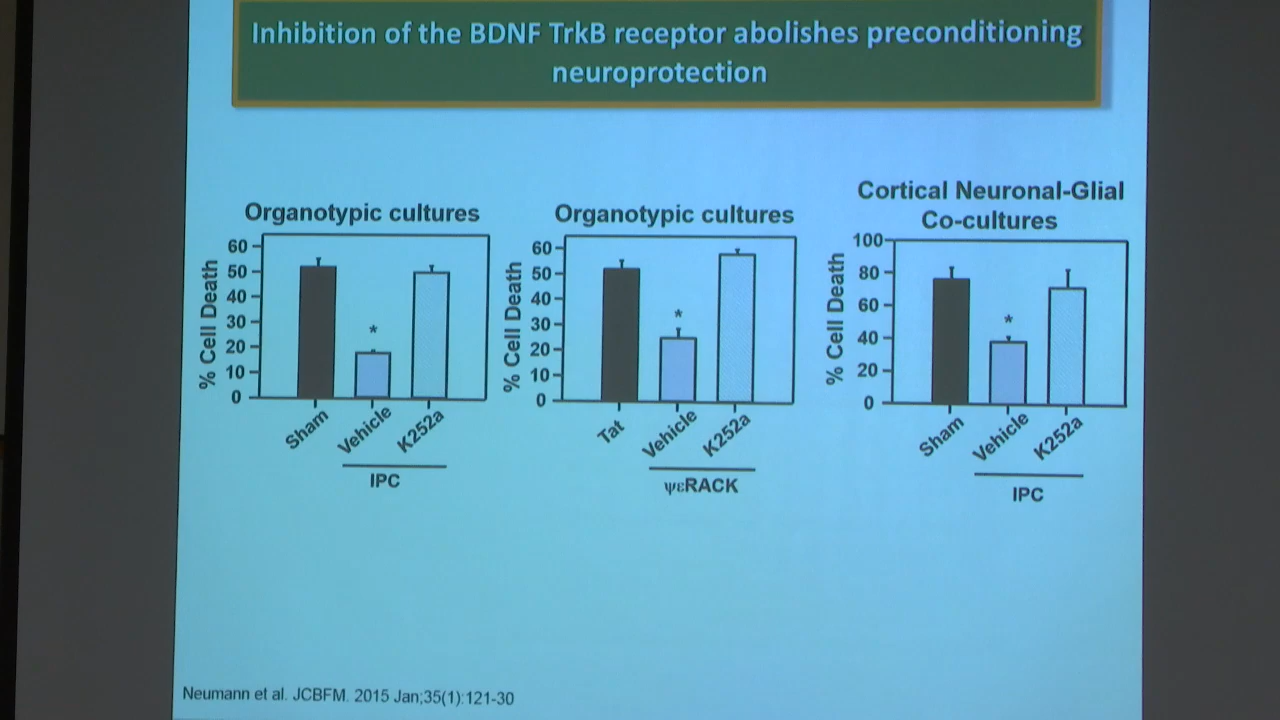 Inhibition of the BDNF TrkB receptor abolishes preconditioning
neuroprotection
Organotypic cultures
% Cell Death
60
50
40
30
20
10
0
*
Sham
Vehicle
K252a
IPC
Organotypic cultures
% Cell Death
60
50
40
30
20
10
0
*
Tat
Vehicle
K252a
ψεRACK
Cortical Neuronal-Glial
Co-cultures
% Cell Death
100
80
60
40
20
0
*
Sham
Vehicle
K252a
IPC
Neumann et al. JCBFM. 2015 Jan;35(1):121-30